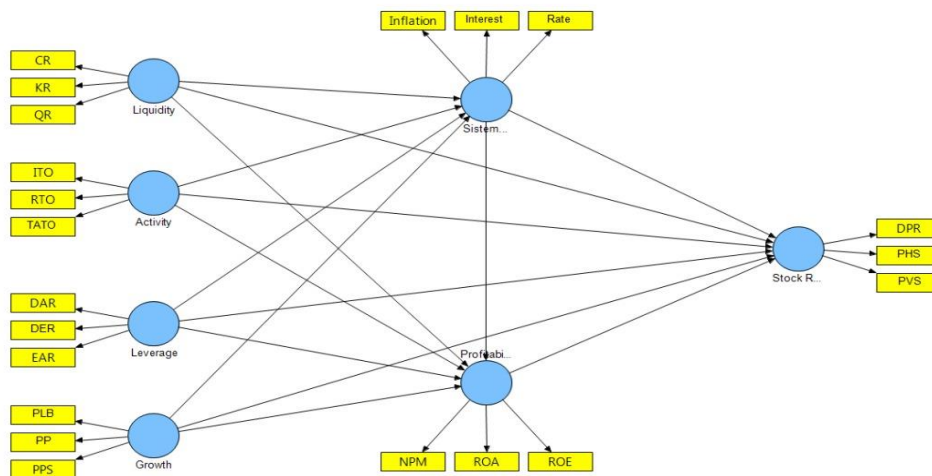 Inflation
Interest
Rate
CR
KR
QR
Liquidity
Sistem...
ITO
RTO
TATO
Activity
DPR
PHS
PVS
Stock R...
DAR
DER
EAR
Leverage
Profitabi...
PLB
PP
PPS
Growth
NPM
ROA
ROE